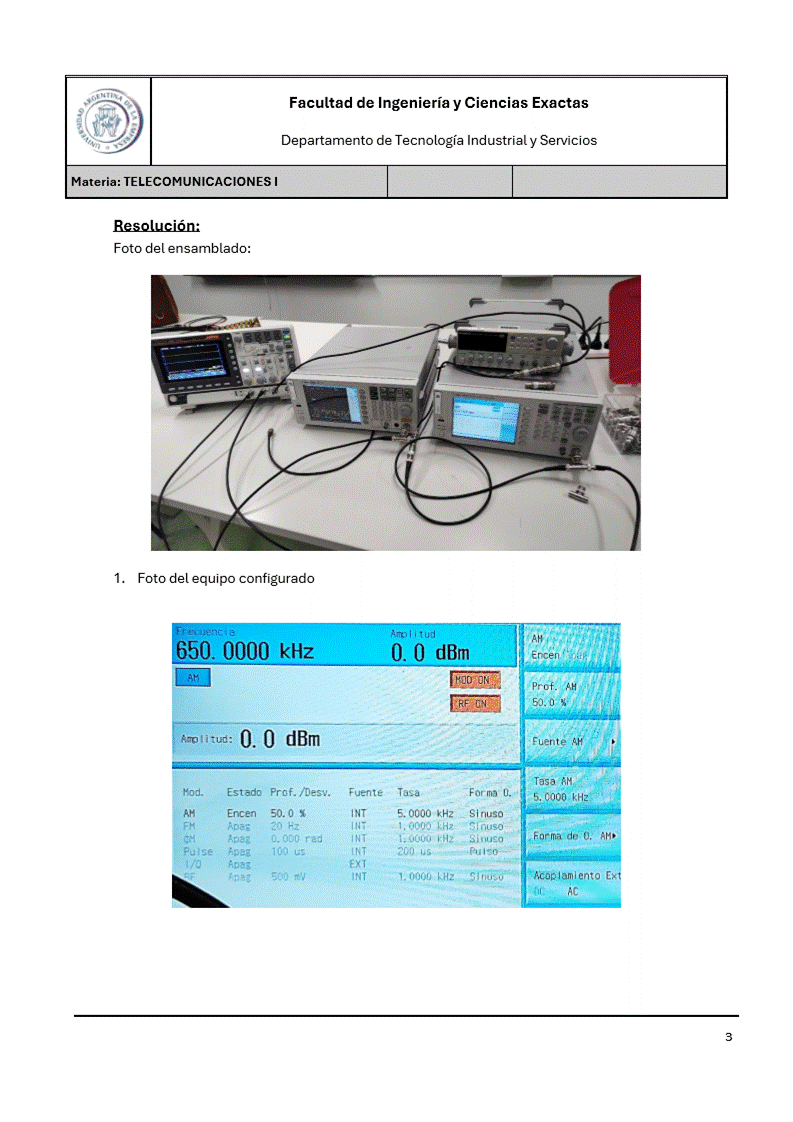 UNIVERSIDAD ARGENTINA DE LA EMPRESA
Facultad de Ingeniería y Ciencias Exactas
Departamento de Tecnología Industrial y Servicios
Materia: TELECOMUNICACIONES I
Resolución:
Foto del ensamblado:
1. Foto del equipo configurado
Frecuencia Amplitud
650.0000 kHz 0.0 dBm
AM MOD ON
RF ON
Amplitud: 0.0 dBm
Mod. Estado Prof./Desv. Fuente Tasa Forma O.
AM Encen 50.0 % INT 5.0000 kHz Sinuso
FM Apag 20 Hz INT 1.0000 kHz Sinuso
ΦM Apag 0.000 rad INT 1.0000 kHz Sinuso
Pulse Apag 100 us INT 200 us Pulso
I/Q Apag EXT
RF Apag 500 mV INT 1.0000 kHz Sinuso
AM
Encen
Prof. AM
50.0 %
Fuente AM
Tasa AM
5.0000 kHz
Forma de O. AM
Acoplamiento Ext
DC AC
3